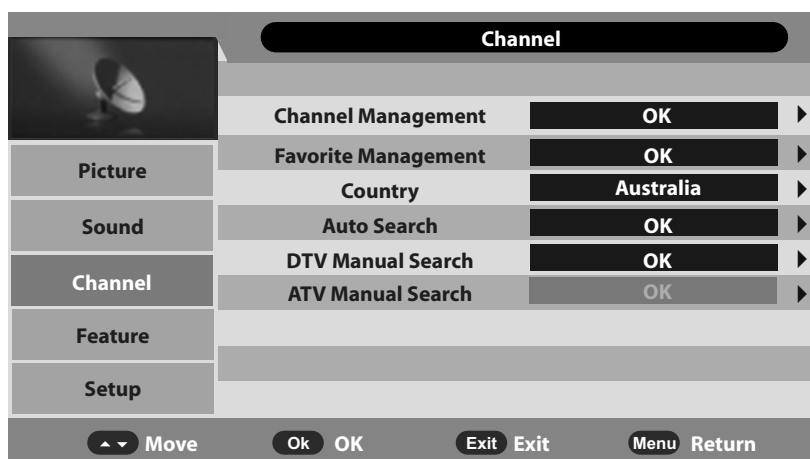 Channel
Channel Management OK
Favorite Management OK
Country Australia
Auto Search OK
DTV Manual Search OK
ATV Manual Search OK
Picture
Sound
Channel
Feature
Setup
Move Ok OK Exit Exit Menu Return